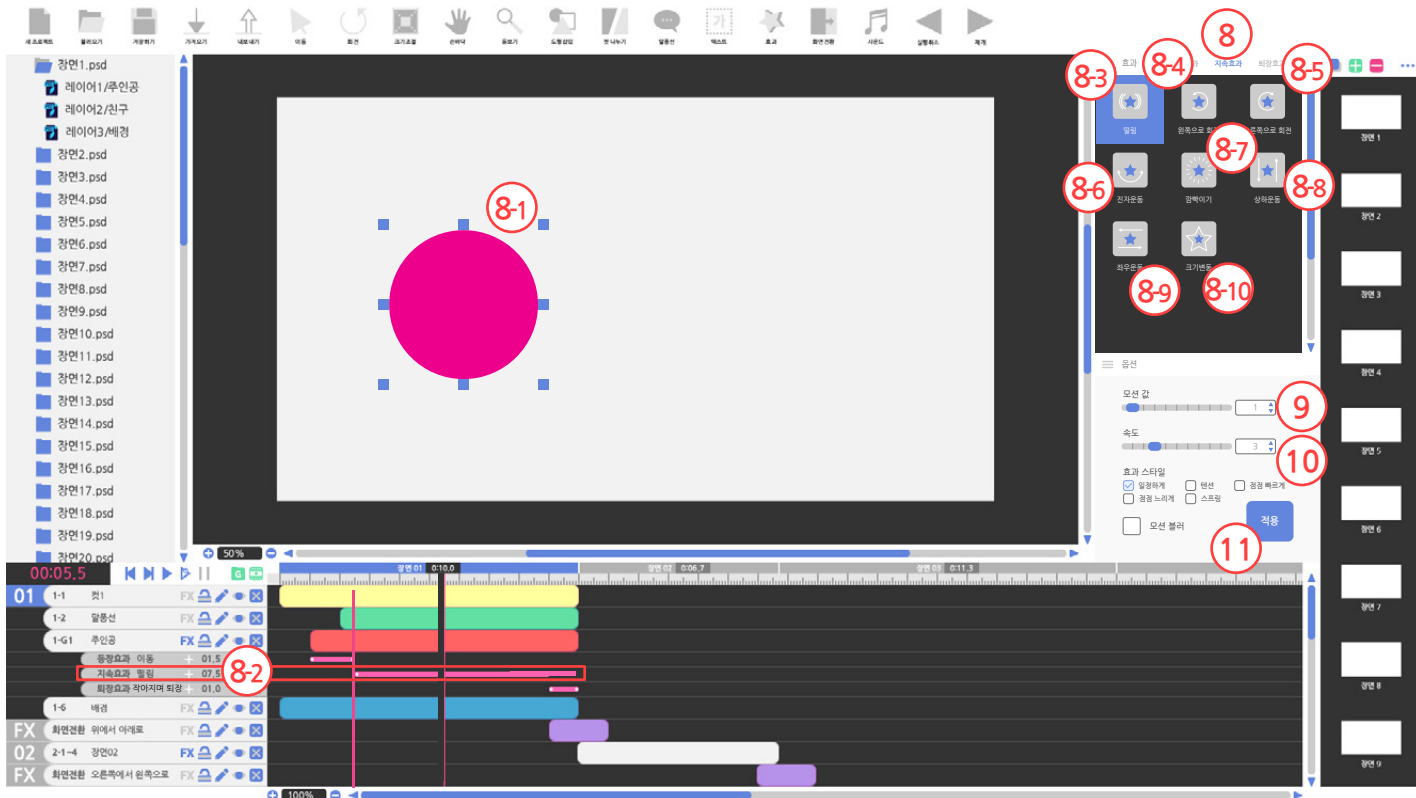 새 프로젝트 불러오기 저장하기 가져오기 내보내기 이동 회전 크기조절 손바닥 돋보기 도형삽입 컷 나누기 말풍선 텍스트 효과 화면전환 사운드 실행취소 재개
가
8
효과 지속효과 퇴장효과
8-3 8-4 8-5
장면1.psd
레이어1/주인공
레이어2/친구
레이어3/배경
장면2.psd
장면3.psd
장면4.psd
장면5.psd
장면6.psd
장면7.psd
장면8.psd
장면9.psd
장면10.psd
장면11.psd
장면12.psd
장면13.psd
장면14.psd
장면15.psd
장면16.psd
장면17.psd
장면18.psd
장면19.psd
장면20.psd
8-1
떨림 왼쪽으로 회 른쪽으로 회전
8-7
8-6 8-8
진자운동 깜빡이기 상하운동
좌우운동 크기변동
8-9 8-10
옵션
모션 값
1
9
속도
3
10
효과 스타일
일정하게 텐션 점점 빠르게
점점 느리게 스프링
모션 블러
적용
11
장면 1
장면 2
장면 3
장면 4
장면 5
장면 6
장면 7
장면 8
장면 9
50%
00:05.5 G
장면 01 0:10.0 장면 02 0:06.7 장면 03 0:11.3
01 1-1 컷1 FX
1-2 말풍선 FX
1-G1 주인공 FX
등장효과 이동 + 01,5
지속효과 떨림 + 07,5
8-2
퇴장효과 작아지며 퇴장 + 01,0
1-6 배경 FX
FX 화면전환 위에서 아래로 FX
02 2-1~4 장면02 FX
FX 화면전환 오른쪽에서 왼쪽으로 FX
100%